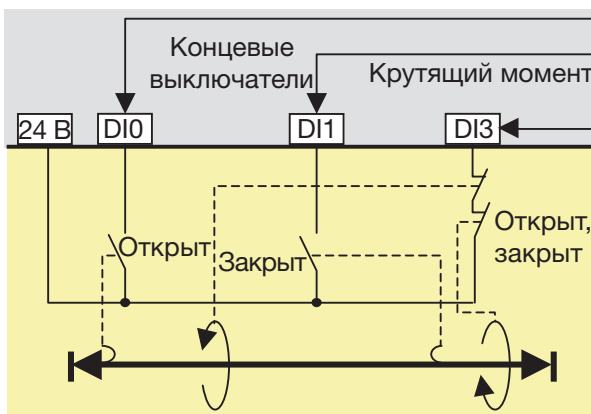 Концевые
выключатели
Крутящий момент
24 В
DI0
DI1
DI3
Открыт
Закрыт
Открыт,
закрыт